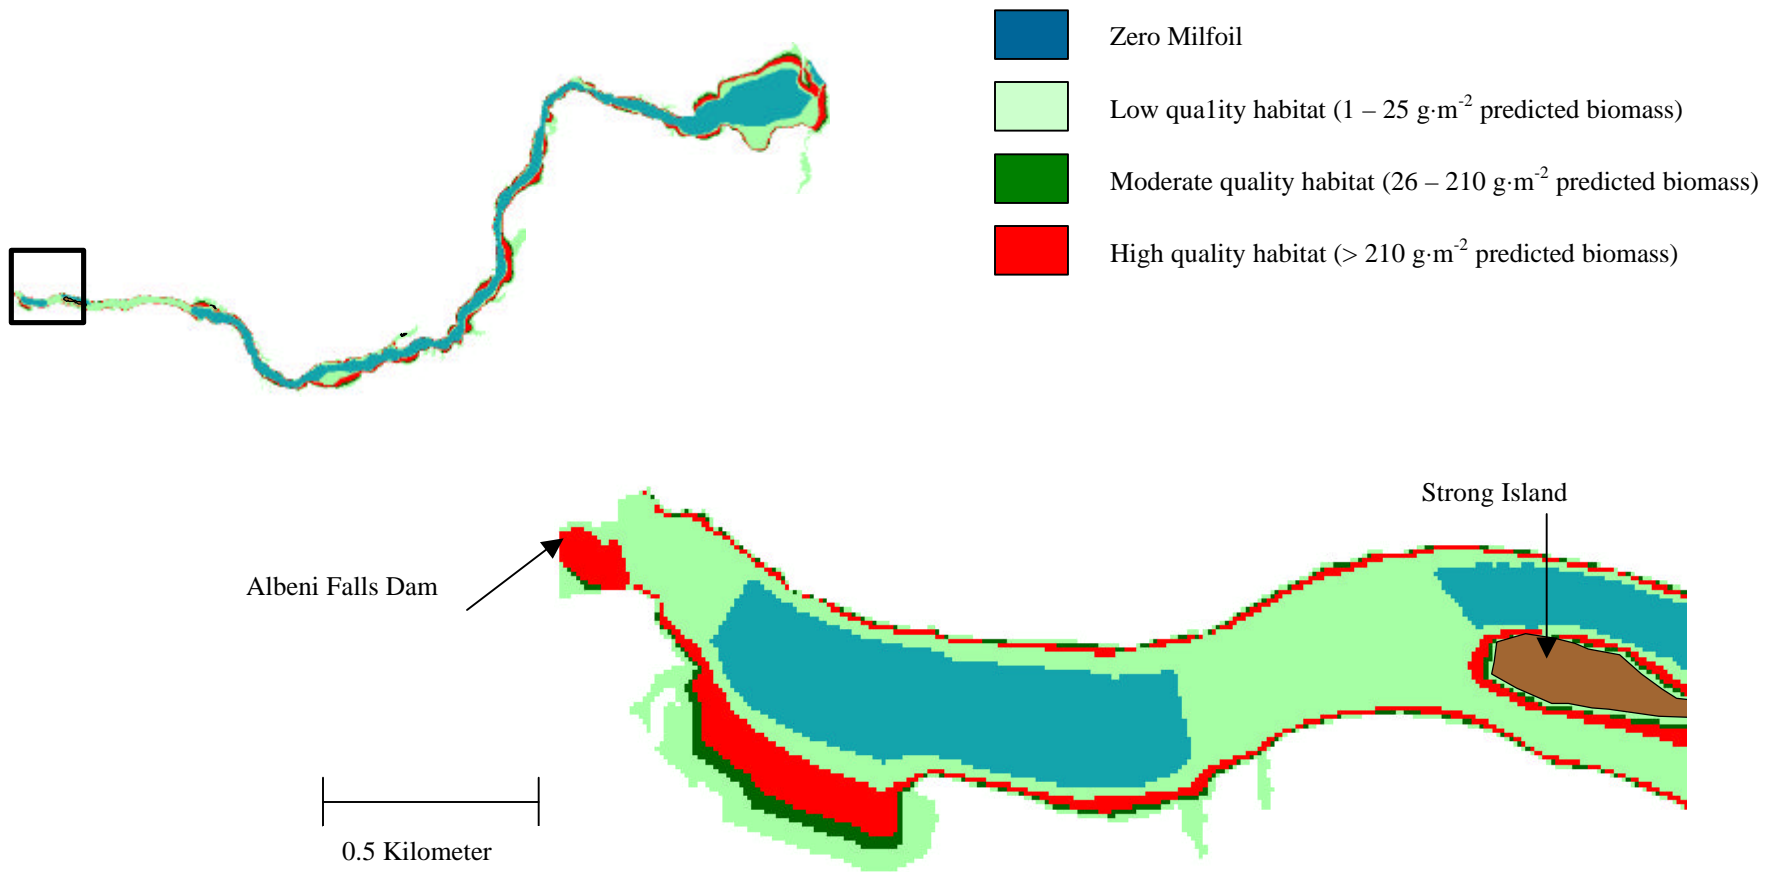 Zero Milfoil
Low qua1ity habitat (1 – 25 g·m-2 predicted biomass)
Moderate quality habitat (26 – 210 g·m-2 predicted biomass)
High quality habitat (> 210 g·m-2 predicted biomass)
Strong Island
Albeni Falls Dam
0.5 Kilometer